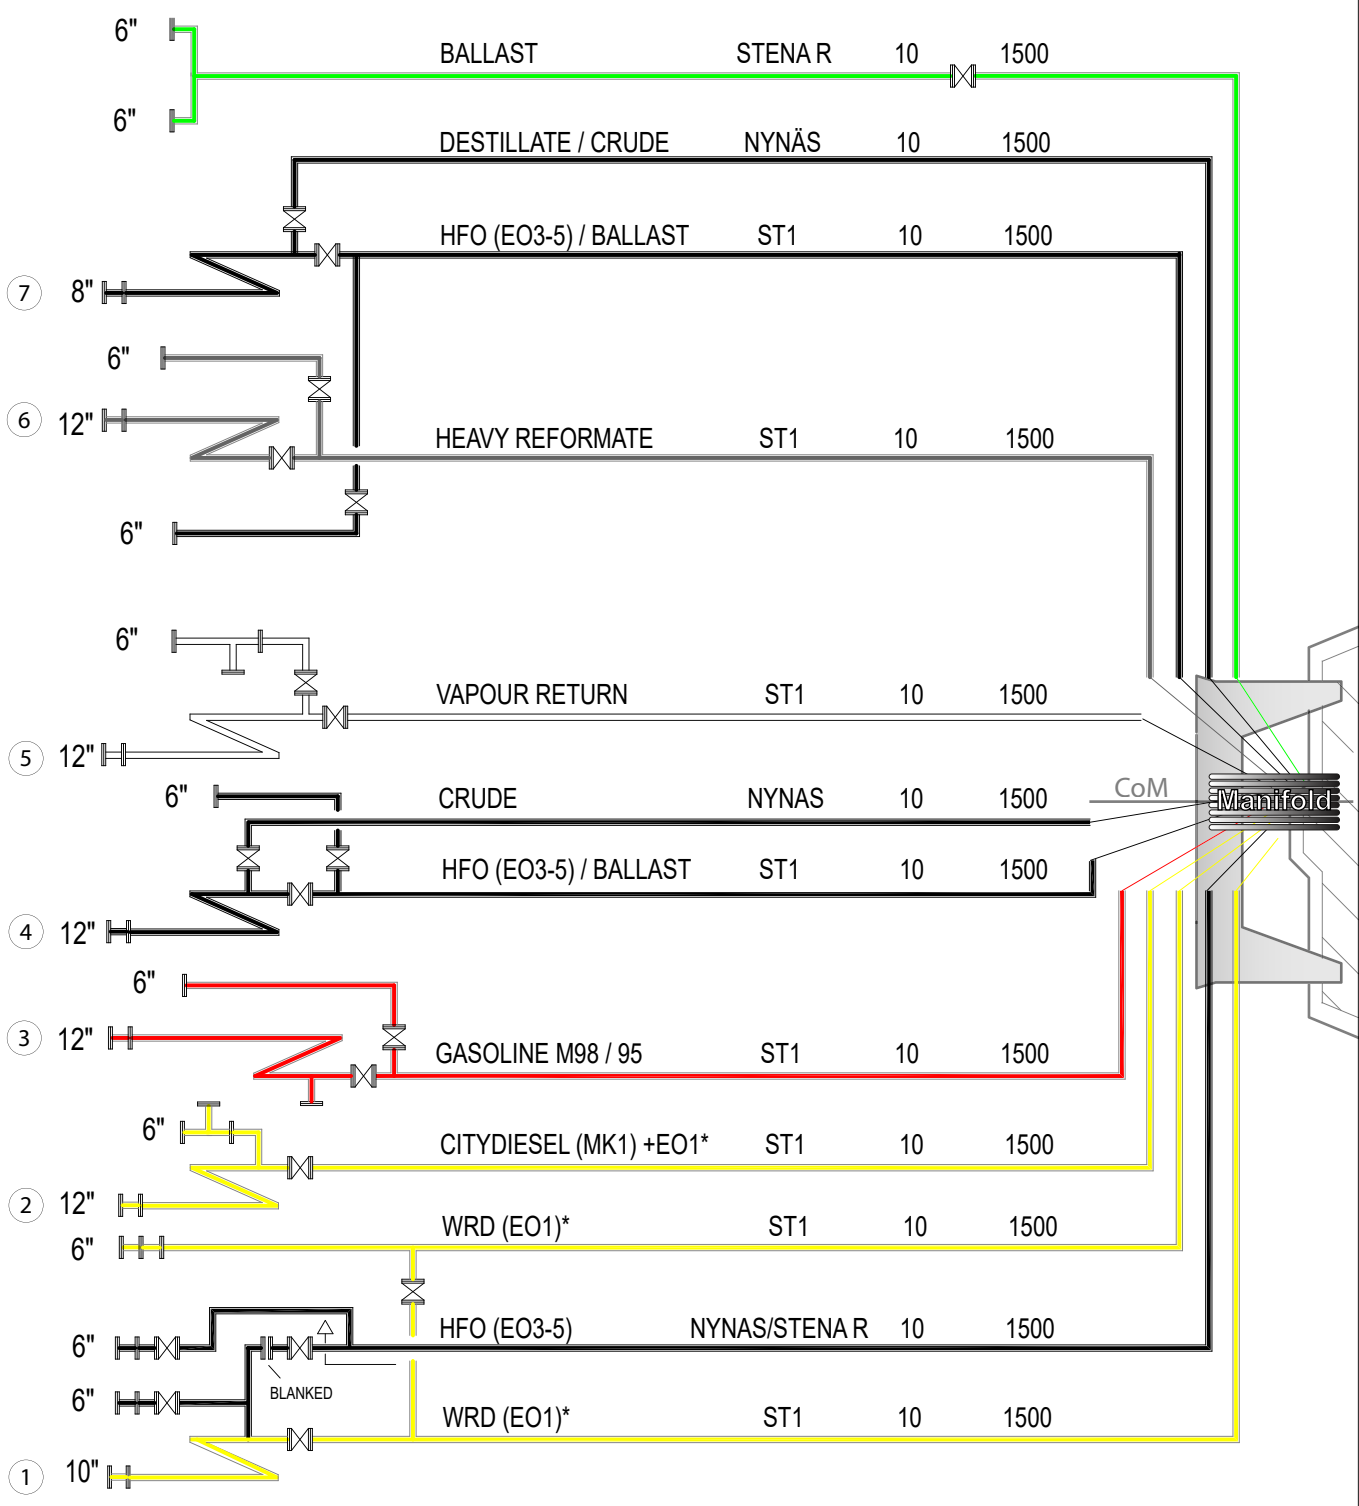 6"
BALLAST STENA R 10 1500
6"
DESTILLATE / CRUDE NYNÄS 10 1500
HFO (EO3-5) / BALLAST ST1 10 1500
7 8"
6"
6 12"
HEAVY REFORMATE ST1 10 1500
6"
6"
VAPOUR RETURN ST1 10 1500
5 12"
6"
CRUDE NYNAS 10 1500
CoM
Manifold
HFO (EO3-5) / BALLAST ST1 10 1500
4 12"
6"
3 12"
GASOLINE M98 / 95 ST1 10 1500
6"
CITYDIESEL (MK1) +EO1* ST1 10 1500
2 12"
WRD (EO1)* ST1 10 1500
6"
HFO (EO3-5) NYNAS/STENA R 10 1500
6"
BLANKED
6"
WRD (EO1)* ST1 10 1500
1 10"